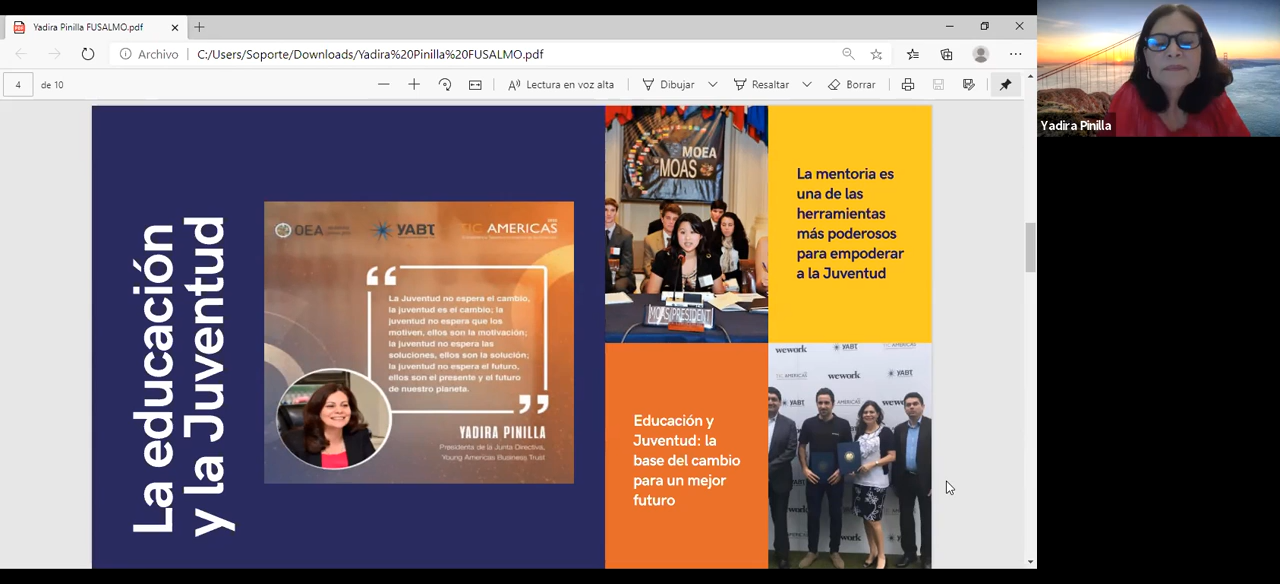 Yadira Pinilla FUSALMO.pdf
Archivo
C:/Users/Soporte/Downloads/Yadira%20Pinilla%20FUSALMO.pdf
4
de 10
Lectura en voz alta
Dibujar
Resaltar
Borrar
Yadira Pinilla
La educación
y la Juventud
OEA
YABT
TIC AMERICAS
“
La Juventud no espera el cambio,
la juventud es el cambio; la
juventud no espera que los
motiven, ellos son la motivación;
la juventud no espera las
soluciones, ellos son la solución;
la juventud no espera el futuro,
ellos son el presente y el futuro
de nuestro planeta.
”
YADIRA PINILLA
Presidenta de la Junta Directiva,
Young Americas Business Trust
MOEA
MOAS
MOAS PRESIDENT
La mentoria es
una de las
herramientas
más poderosos
para empoderar
a la Juventud
Educación y
Juventud: la
base del cambio
para un mejor
futuro
wework
YABT
wework
YABT
wework